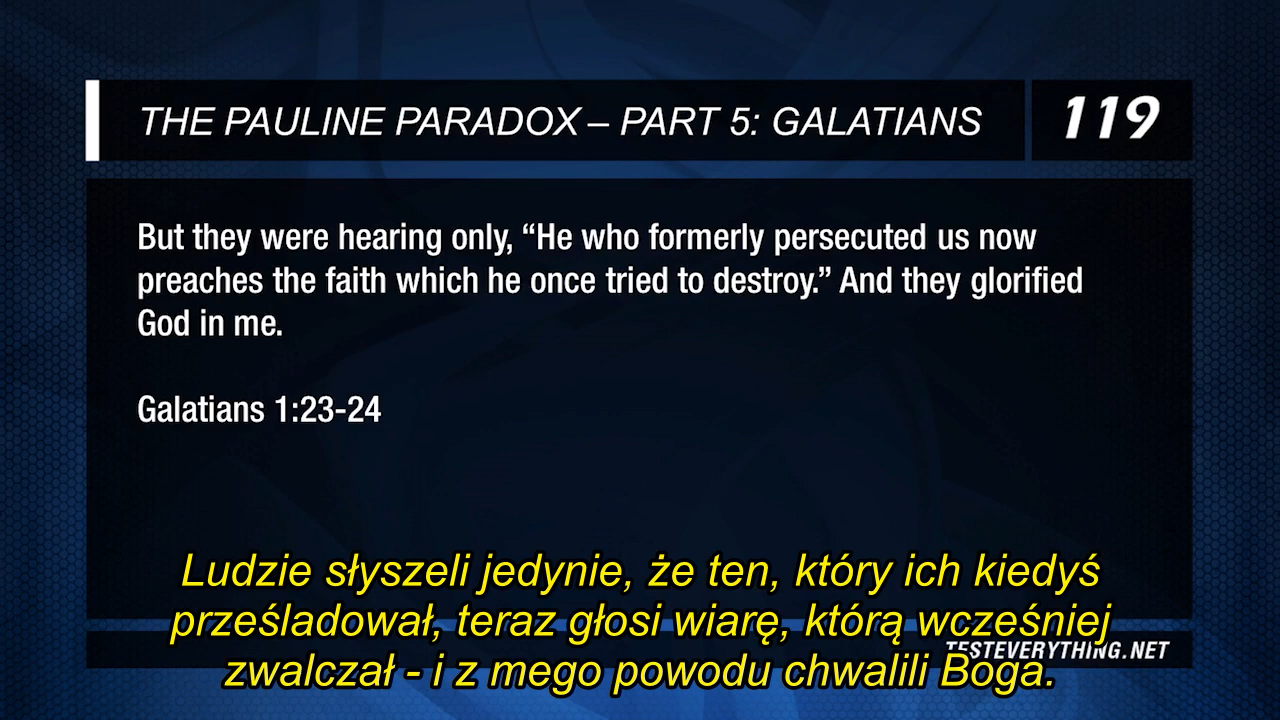 THE PAULINE PARADOX – PART 5: GALATIANS
119
But they were hearing only, “He who formerly persecuted us now
preaches the faith which he once tried to destroy.” And they glorified
God in me.
Galatians 1:23-24
Ludzie słyszeli jedynie, że ten, który ich kiedyś
prześladował, teraz głosi wiarę, którą wcześniej
TESTEVERYTHING.NET
zwalczał - i z mego powodu chwalili Boga.